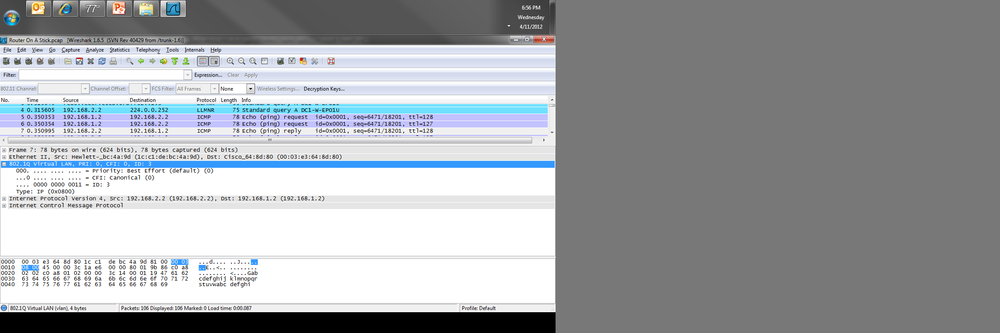 77°
6:56 PM
Wednesday
4/11/2012
Router On A Stick.pcap [Wireshark 1.6.5 (SVN Rev 40429 from /trunk-1.6)]
File Edit View Go Capture Analyze Statistics Telephony Tools Internals Help
Filter: Expression... Clear Apply
802.11 Channel: Channel Offset: FCS Filter: All Frames None Wireless Settings... Decryption Keys...
No. Time Source Destination Protocol Length Info
4 0.315605 192.168.2.2 224.0.0.252 LLMNR 75 Standard query A DC1-W-EPO1U
5 0.350353 192.168.1.2 192.168.2.2 ICMP 78 Echo (ping) request id=0x0001, seq=6471/18201, ttl=128
6 0.350354 192.168.1.2 192.168.2.2 ICMP 78 Echo (ping) request id=0x0001, seq=6471/18201, ttl=127
7 0.350995 192.168.2.2 192.168.1.2 ICMP 78 Echo (ping) reply id=0x0001, seq=6471/18201, ttl=128
Frame 7: 78 bytes on wire (624 bits), 78 bytes captured (624 bits)
Ethernet II, Src: Hewlett-_bc:4a:9d (1c:c1:de:bc:4a:9d), Dst: Cisco_64:8d:80 (00:03:e3:64:8d:80)
802.1Q Virtual LAN, PRI: 0, CFI: 0, ID: 3
000. .... .... .... = Priority: Best Effort (default) (0)
...0 .... .... .... = CFI: Canonical (0)
.... 0000 0000 0011 = ID: 3
Type: IP (0x0800)
Internet Protocol Version 4, Src: 192.168.2.2 (192.168.2.2), Dst: 192.168.1.2 (192.168.1.2)
Internet Control Message Protocol
0000 00 03 e3 64 8d 80 1c c1 de bc 4a 9d 81 00 00 03 ...d.... ..J.....
0010 08 00 45 00 00 3c 1a e6 00 00 80 01 9b 86 c0 a8 ..E..<.. ........
0020 02 02 c0 a8 01 02 00 00 3c 14 00 01 19 47 61 62 ........ <....Gab
0030 63 64 65 66 67 68 69 6a 6b 6c 6d 6e 6f 70 71 72 cdefghij klmnopqr
0040 73 74 75 76 77 61 62 63 64 65 66 67 68 69 stuvwabc defghi
802.1Q Virtual LAN (vlan), 4 bytes Packets: 106 Displayed: 106 Marked: 0 Load time: 0:00.087 Profile: Default